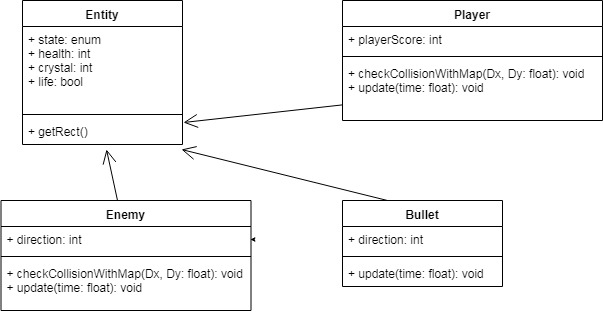 Entity
+ state: enum
+ health: int
+ crystal: int
+ life: bool
+ getRect()
Player
+ playerScore: int
+ checkCollisionWithMap(Dx, Dy: float): void
+ update(time: float): void
Enemy
+ direction: int
+ checkCollisionWithMap(Dx, Dy: float): void
+ update(time: float): void
Bullet
+ direction: int
+ update(time: float): void